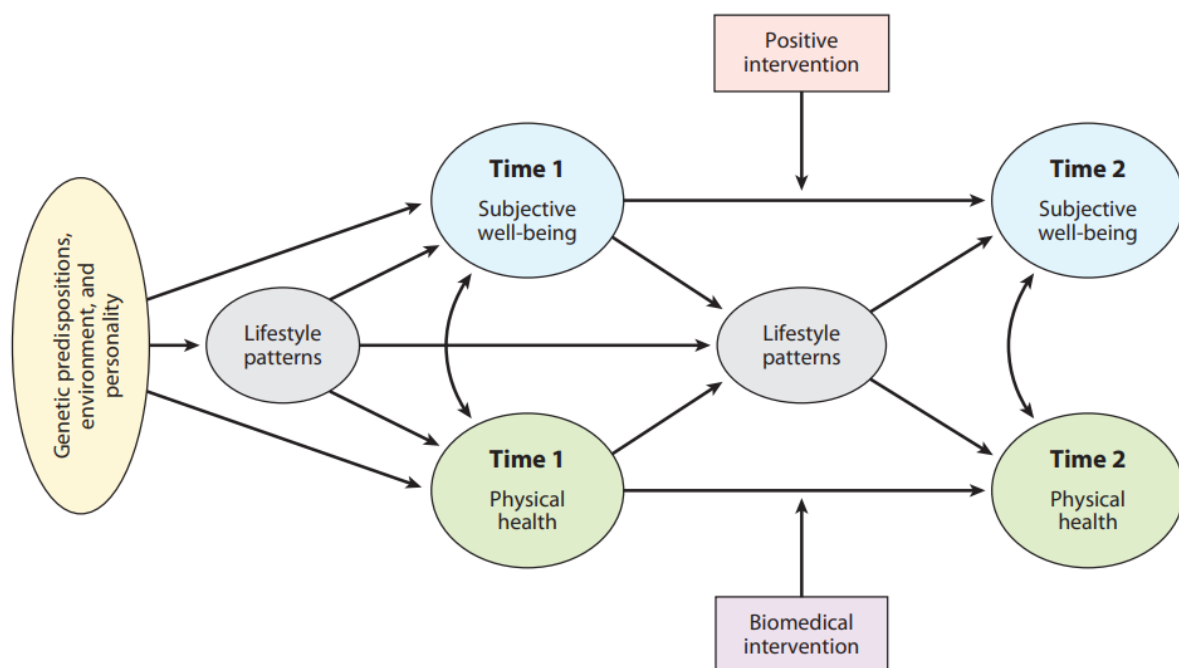 Positive
intervention
Time 1
Subjective
well-being
Time 2
Subjective
well-being
Genetic predispositions,
environment, and
personality
Lifestyle
patterns
Lifestyle
patterns
Time 1
Physical
health
Time 2
Physical
health
Biomedical
intervention